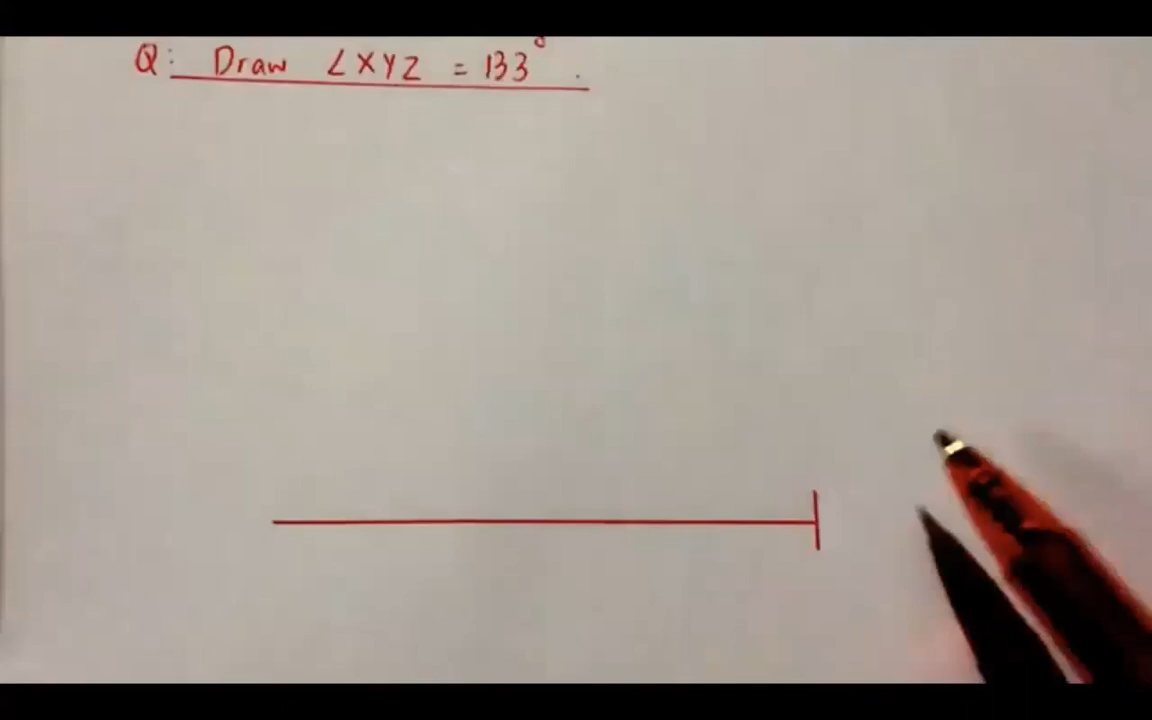 Q: Draw ∠XYZ = 133° .